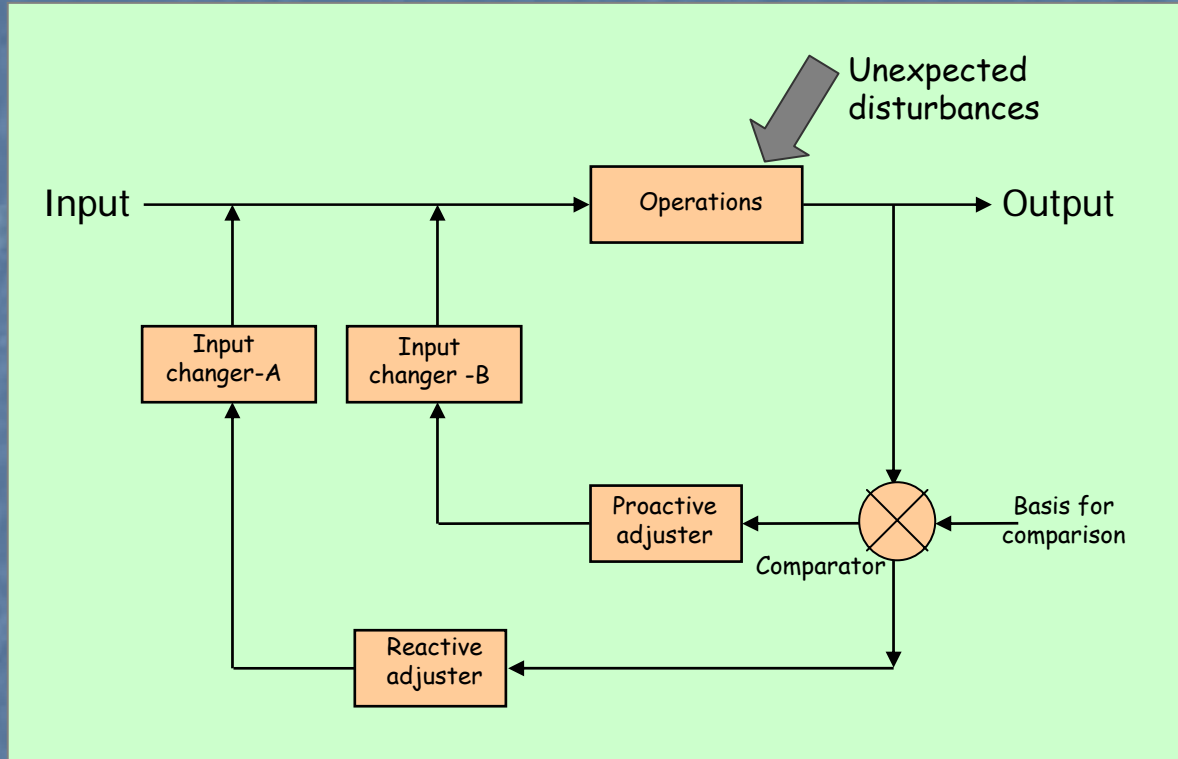 Unexpected
disturbances
Input
Operations
Output
Input
changer-A
Input
changer -B
Proactive
adjuster
Basis for
comparison
Comparator
Reactive
adjuster